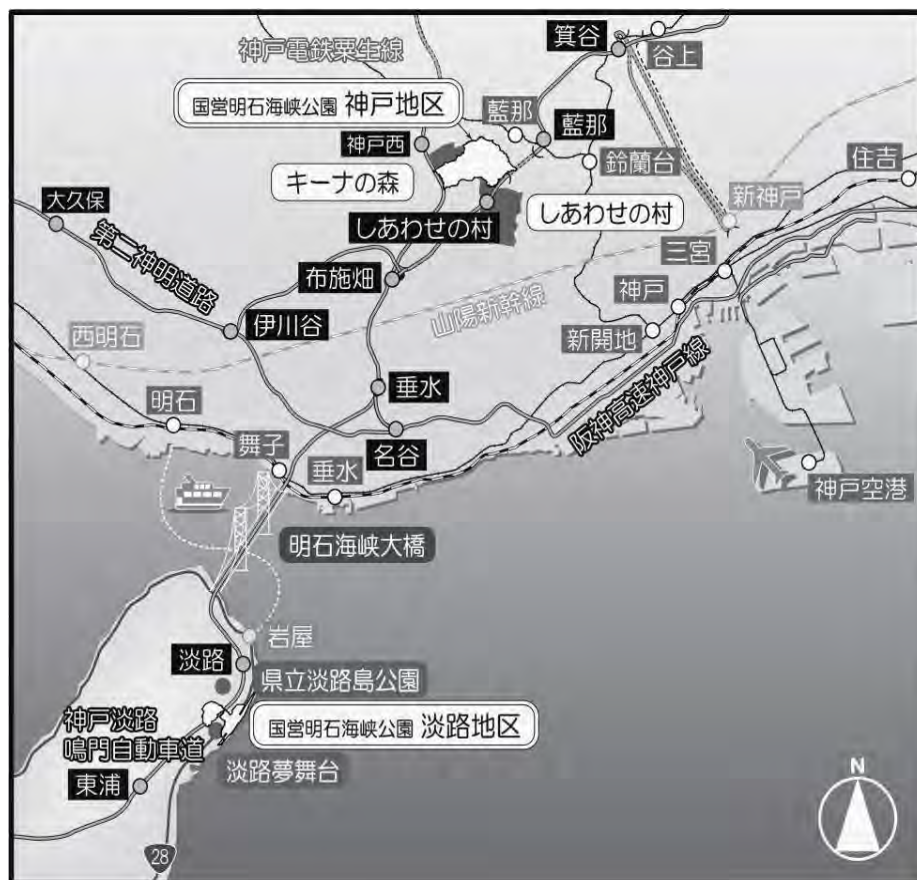 神戸電鉄粟生線
箕谷
谷上
国営明石海峡公園 神戸地区
藍那
藍那
神戸西
鈴蘭台
住吉
キーナの森
大久保
しあわせの村
しあわせの村
新神戸
第二神明道路
三宮
布施畑
神戸
山陽新幹線
伊川谷
新開地
西明石
垂水
阪神高速神戸線
明石
名谷
舞子
垂水
神戸空港
明石海峡大橋
岩屋
淡路
県立淡路島公園
神戸淡路
鳴門自動車道
国営明石海峡公園 淡路地区
淡路夢舞台
東浦
N
28